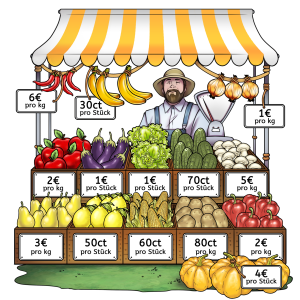 6€
pro kg
30ct
pro Stück
1€
pro kg
2€
pro kg
1€
pro Stück
1€
pro Stück
70ct
pro Stück
5€
pro kg
3€
pro kg
50ct
pro Stück
60ct
pro Stück
80ct
pro kg
2€
pro kg
4€
pro Stück